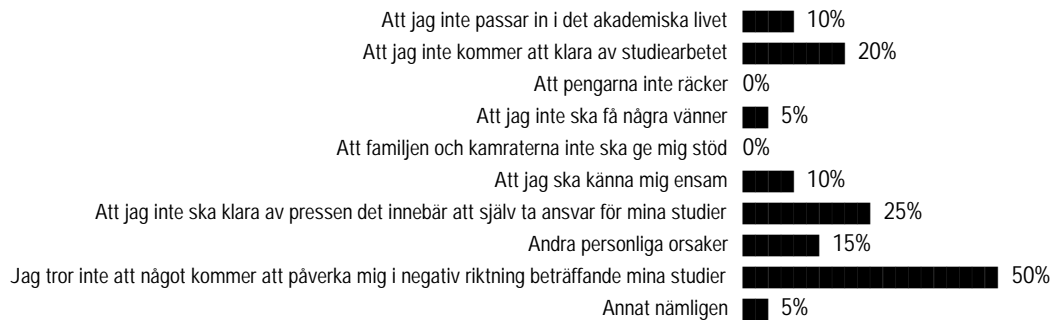 Att jag inte passar in i det akademiska livet 10%
Att jag inte kommer att klara av studiearbetet 20%
Att pengarna inte räcker 0%
Att jag inte ska få några vänner 5%
Att familjen och kamraterna inte ska ge mig stöd 0%
Att jag ska känna mig ensam 10%
Att jag inte ska klara av pressen det innebär att själv ta ansvar för mina studier 25%
Andra personliga orsaker 15%
Jag tror inte att något kommer att påverka mig i negativ riktning beträffande mina studier 50%
Annat nämligen 5%